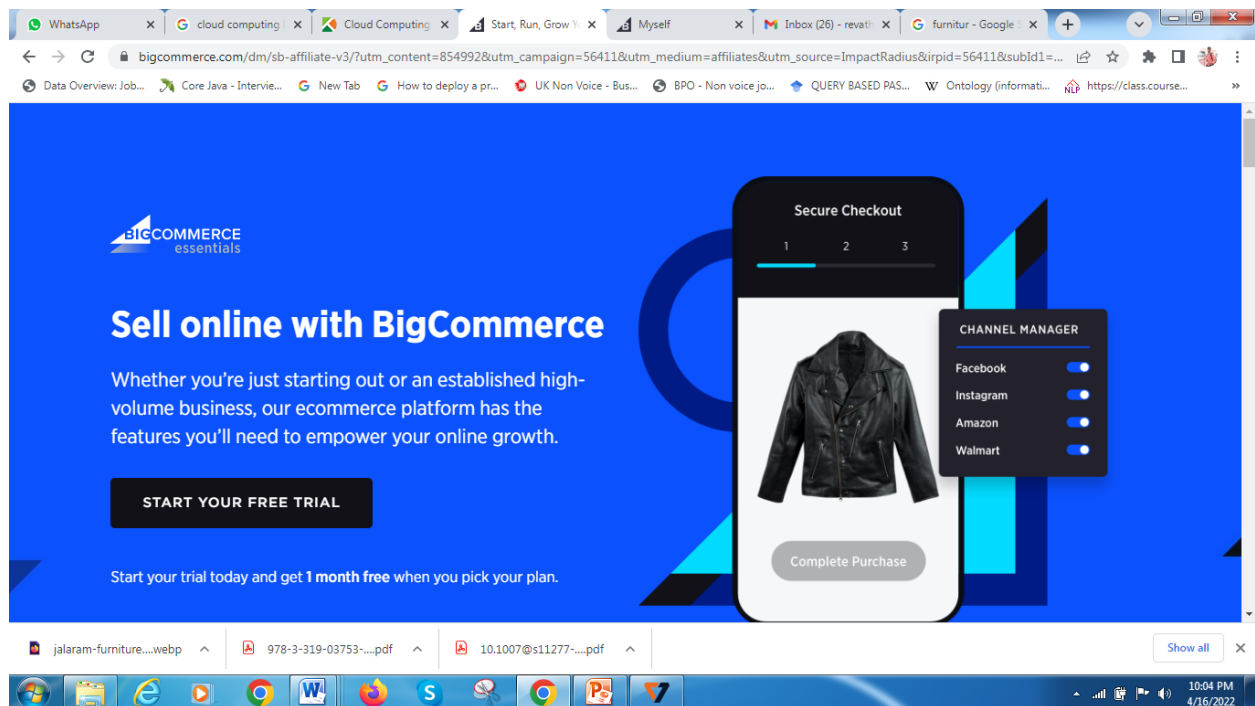 WhatsApp
cloud computing
Cloud Computing
Start, Run, Grow Y
Myself
Inbox (26) - revath
furnitur - Google S
bigcommerce.com/dm/sb-affiliate-v3/?utm_content=854992&utm_campaign=56411&utm_medium=affiliates&utm_source=ImpactRadius&irpid=56411&subId1=...
Data Overview: Job...
Core Java - Intervie...
New Tab
How to deploy a pr...
UK Non Voice - Bus...
BPO - Non voice jo...
QUERY BASED PAS...
W Ontology (informati...
NLP https://class.course...
»
BIGCOMMERCE
essentials
Sell online with BigCommerce
Whether you’re just starting out or an established high-
volume business, our ecommerce platform has the
features you’ll need to empower your online growth.
START YOUR FREE TRIAL
Start your trial today and get 1 month free when you pick your plan.
Secure Checkout
1 2 3
Complete Purchase
CHANNEL MANAGER
Facebook
Instagram
Amazon
Walmart
jalaram-furniture....webp
978-3-319-03753-....pdf
10.1007@s11277-....pdf
Show all
10:04 PM
4/16/2022